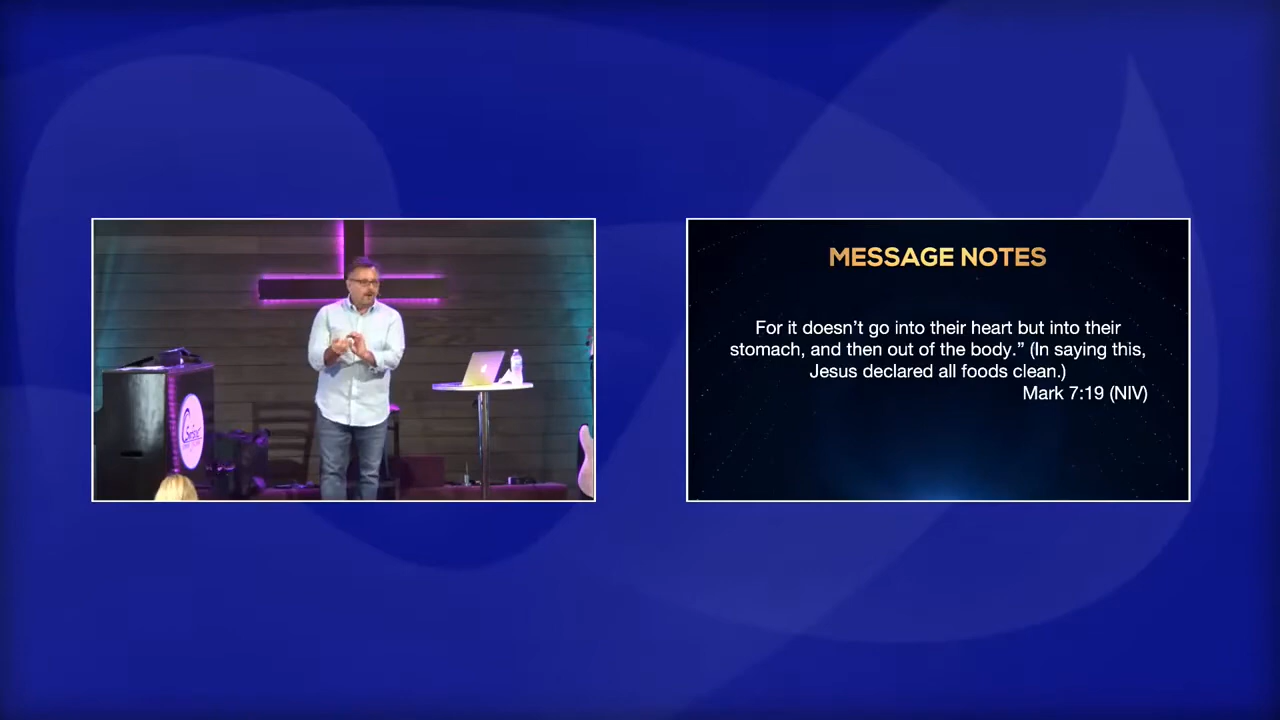 MESSAGE NOTES
For it doesn’t go into their heart but into their
stomach, and then out of the body.” (In saying this,
Jesus declared all foods clean.)
Mark 7:19 (NIV)